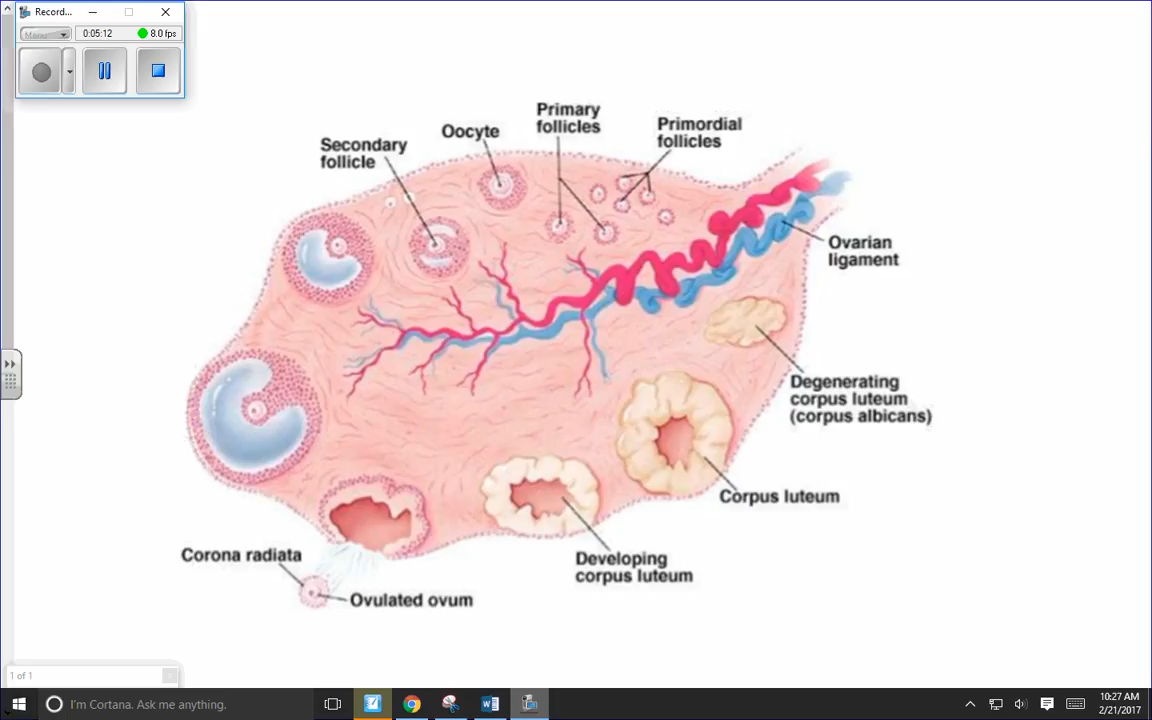 Record...
Menu
0:05:12
8.0 fps
Primary
follicles
Primordial
follicles
Oocyte
Secondary
follicle
Ovarian
ligament
Degenerating
corpus luteum
(corpus albicans)
Corpus luteum
Developing
corpus luteum
Corona radiata
Ovulated ovum
1 of 1
I'm Cortana. Ask me anything.
10:27 AM
2/21/2017